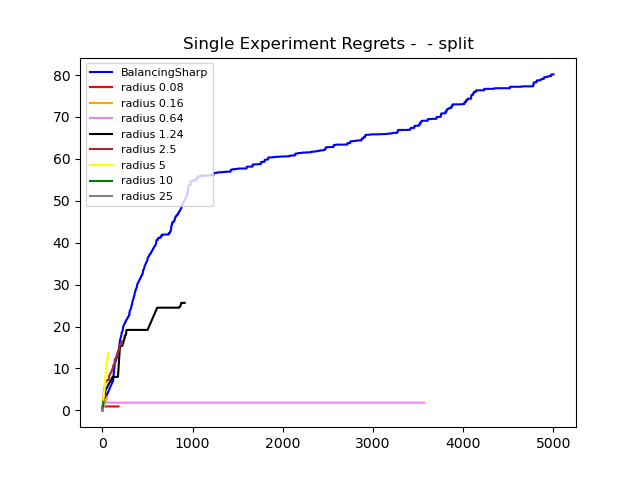 Single Experiment Regrets -  - split
BalancingSharp
radius 0.08
radius 0.16
radius 0.64
radius 1.24
radius 2.5
radius 5
radius 10
radius 25
80
70
60
50
40
30
20
10
0
0 1000 2000 3000 4000 5000